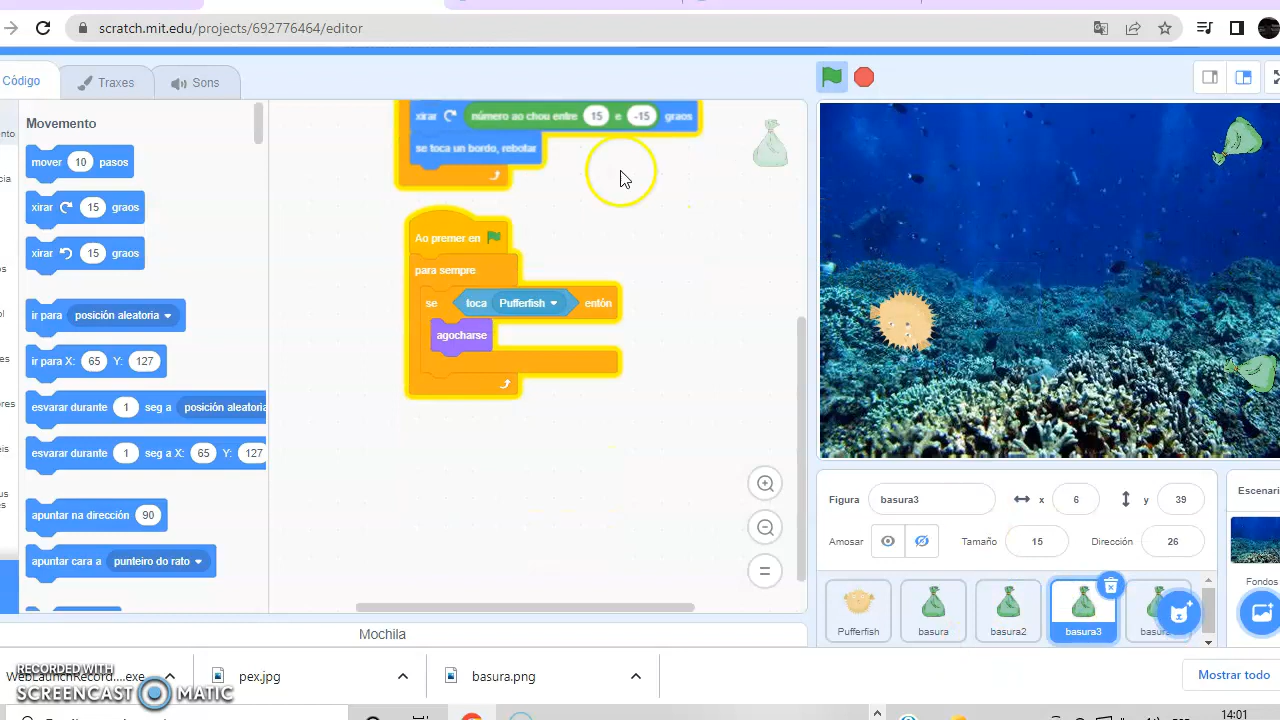 scratch.mit.edu/projects/692776464/editor
Código Traxes Sons
Movemento
mover 10 pasos
xirar 15 graos
xirar 15 graos
ir para posición aleatoria
ir para X: 65 Y: 127
esvarar durante 1 seg a posición aleatoria
esvarar durante 1 seg a X: 65 Y: 127
apuntar na dirección 90
apuntar cara a punteiro do rato
xirar número ao chou entre 15 e -15 graos
se toca un bordo, rebotar
Ao premer en
para sempre
se toca Pufferfish entón
agocharse
Mochila
Figura basura3 x 6 y 39
Amosar Tamaño 15 Dirección 26
Pufferfish basura basura2 basura3
Escenari
Fondos
RECORDED WITH
SCREENCAST MATIC
WebLaunchRecord....exe pex.jpg basura.png Mostrar todo
14:01